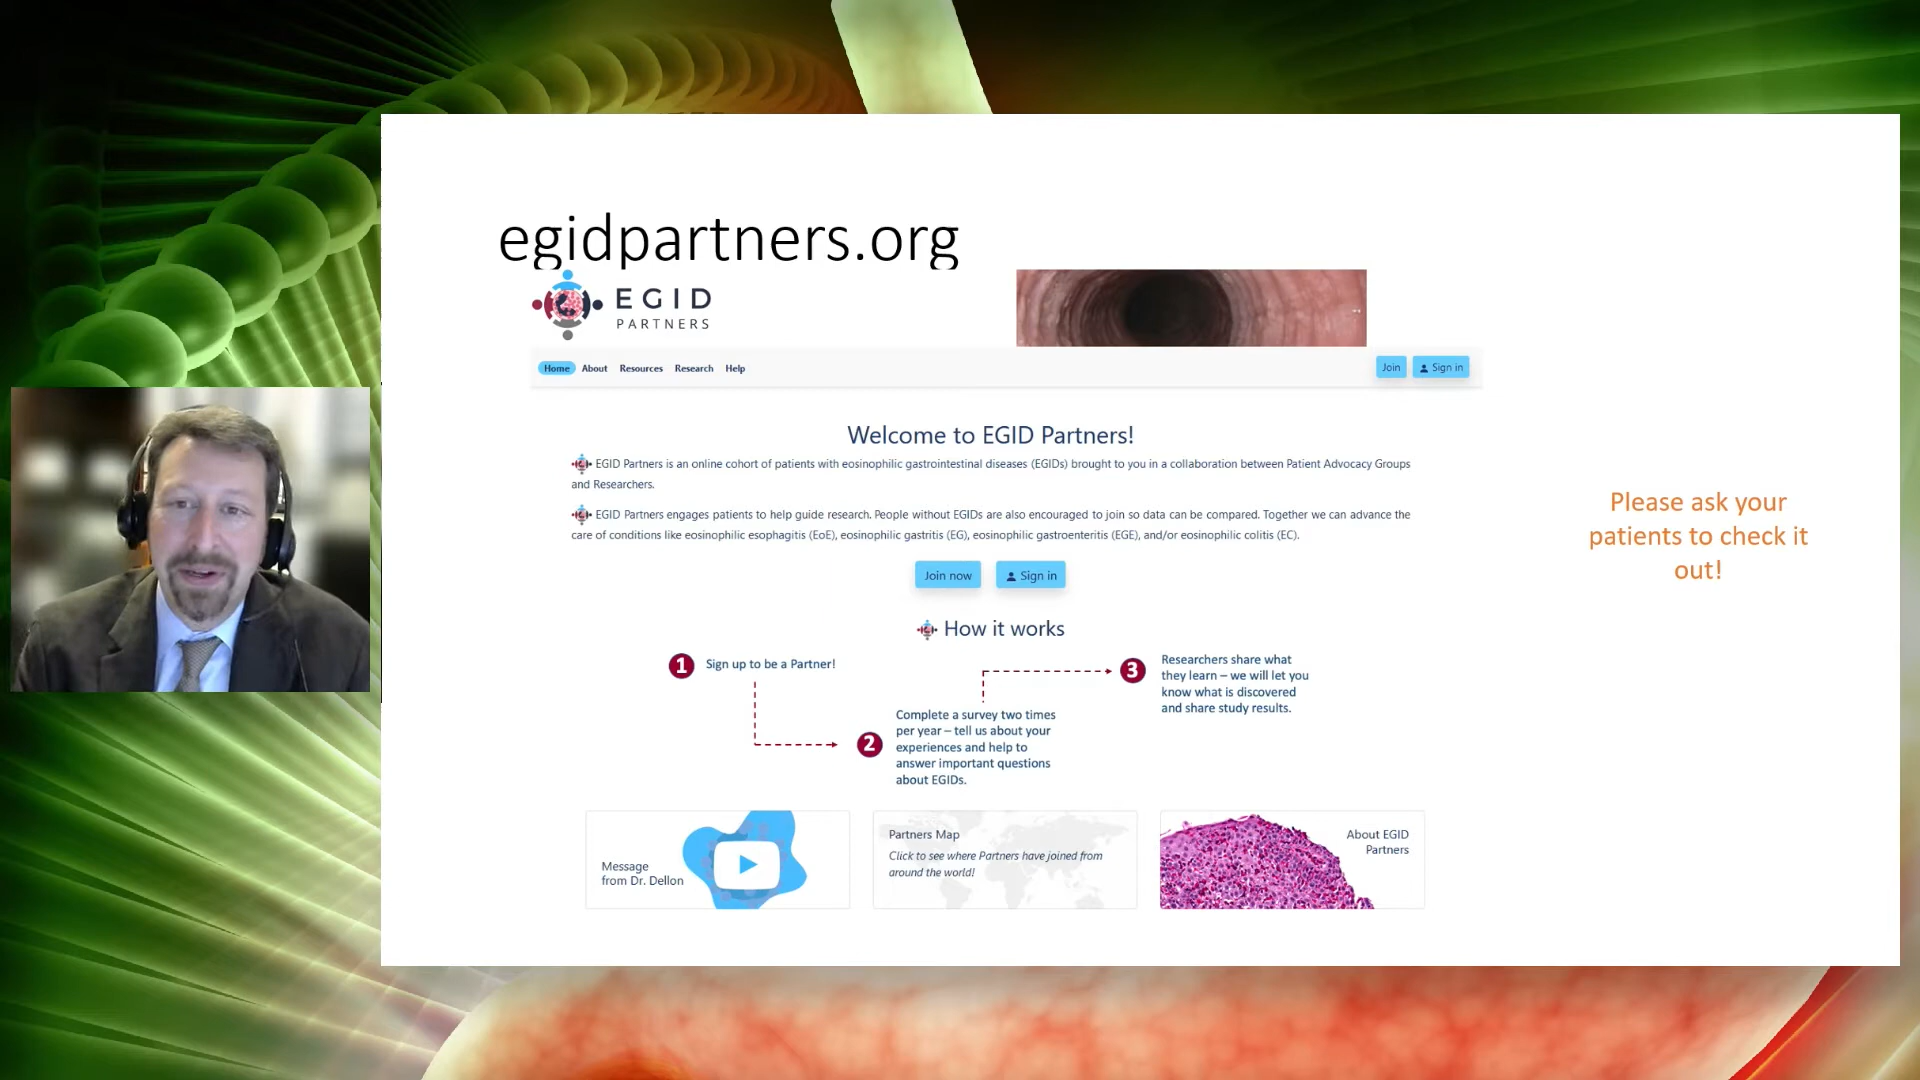 egidpartners.org
EGID
PARTNERS
Home About Resources Research Help
Join Sign in
Welcome to EGID Partners!
EGID Partners is an online cohort of patients with eosinophilic gastrointestinal diseases (EGIDs) brought to you in a collaboration between Patient Advocacy Groups
and Researchers.
EGID Partners engages patients to help guide research. People without EGIDs are also encouraged to join so data can be compared. Together we can advance the
care of conditions like eosinophilic esophagitis (EoE), eosinophilic gastritis (EG), eosinophilic gastroenteritis (EGE), and/or eosinophilic colitis (EC).
Join now Sign in
How it works
1 Sign up to be a Partner!
2
Complete a survey two times
per year – tell us about your
experiences and help to
answer important questions
about EGIDs.
3
Researchers share what
they learn – we will let you
know what is discovered
and share study results.
Message
from Dr. Dellon
Partners Map
Click to see where Partners have joined from
around the world!
About EGID
Partners
Please ask your
patients to check it
out!